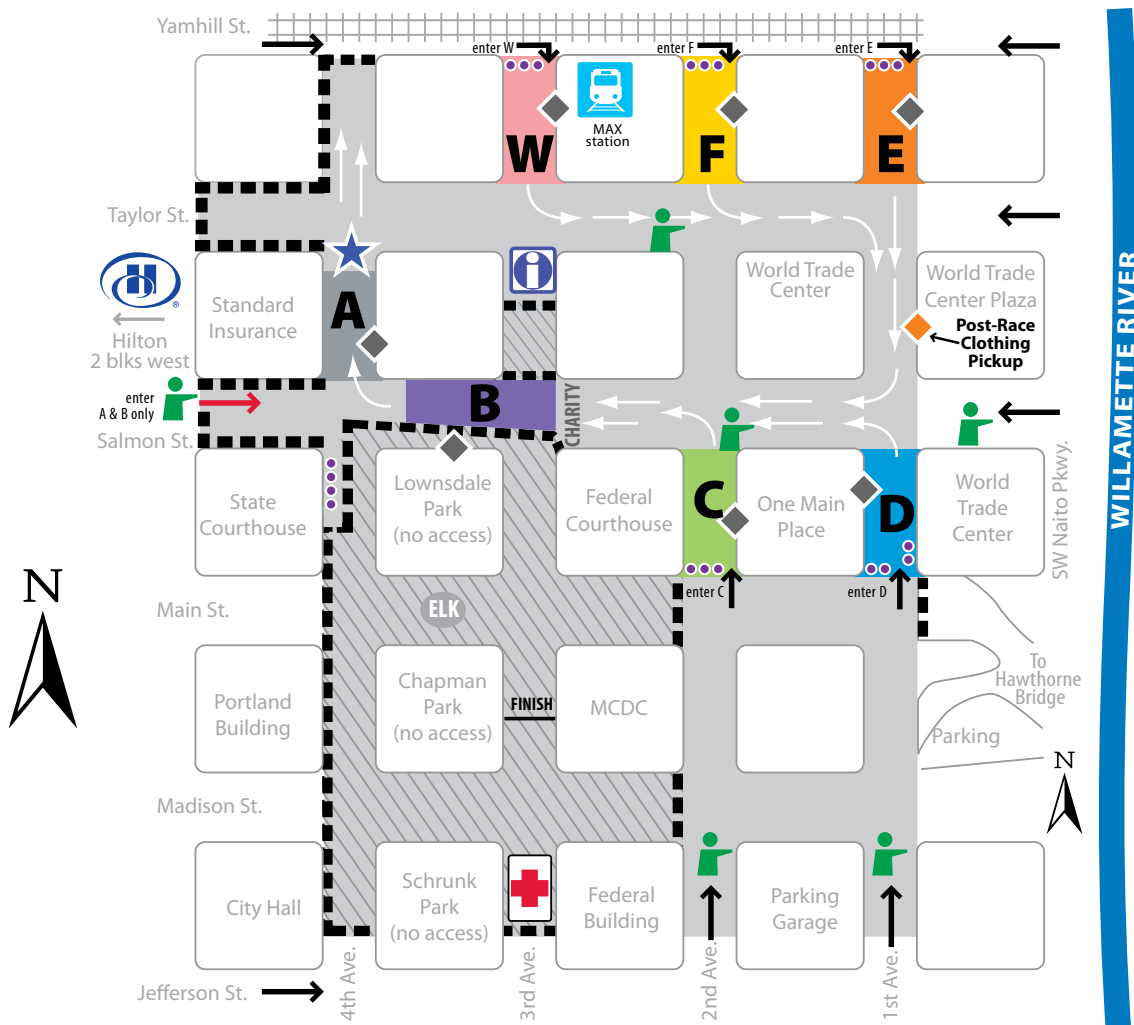 Yamhill St.
enter W
enter F
enter E
MAX
station
W
F
E
Taylor St.
Hilton
2 blks west
Standard
Insurance
A
World Trade
Center
World Trade
Center Plaza
Post-Race
Clothing
Pickup
enter
A & B only
B
CHARITY
Salmon St.
State
Courthouse
Lownsdale
Park
(no access)
Federal
Courthouse
C
One Main
Place
D
World
Trade
Center
SW Naito Pkwy.
WILLAMETTE RIVER
enter C
enter D
N
Main St.
ELK
To
Hawthorne
Bridge
Portland
Building
Chapman
Park
(no access)
FINISH
MCDC
Parking
N
Madison St.
City Hall
Schrunk
Park
(no access)
Federal
Building
Parking
Garage
Jefferson St.
4th Ave.
3rd Ave.
2nd Ave.
1st Ave.